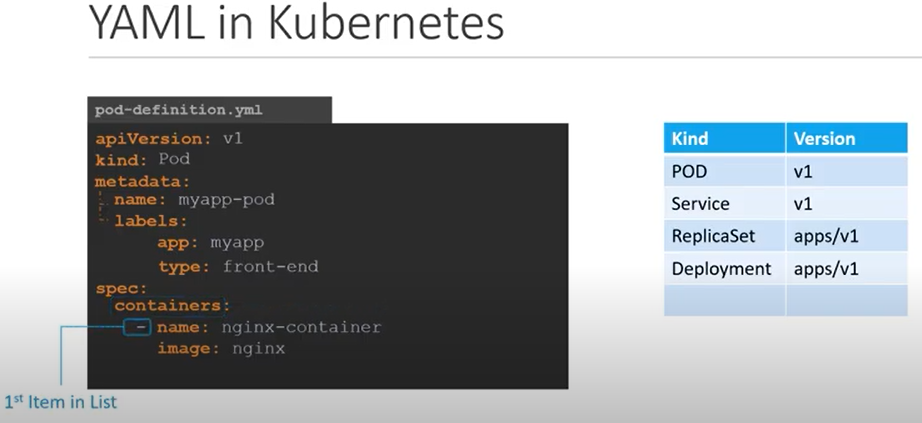 YAML in Kubernetes
pod-definition.yml
apiVersion: v1
kind: Pod
metadata:
name: myapp-pod
labels:
app: myapp
type: front-end
spec:
containers:
- name: nginx-container
image: nginx
1st Item in List
Kind Version
POD v1
Service v1
ReplicaSet apps/v1
Deployment apps/v1